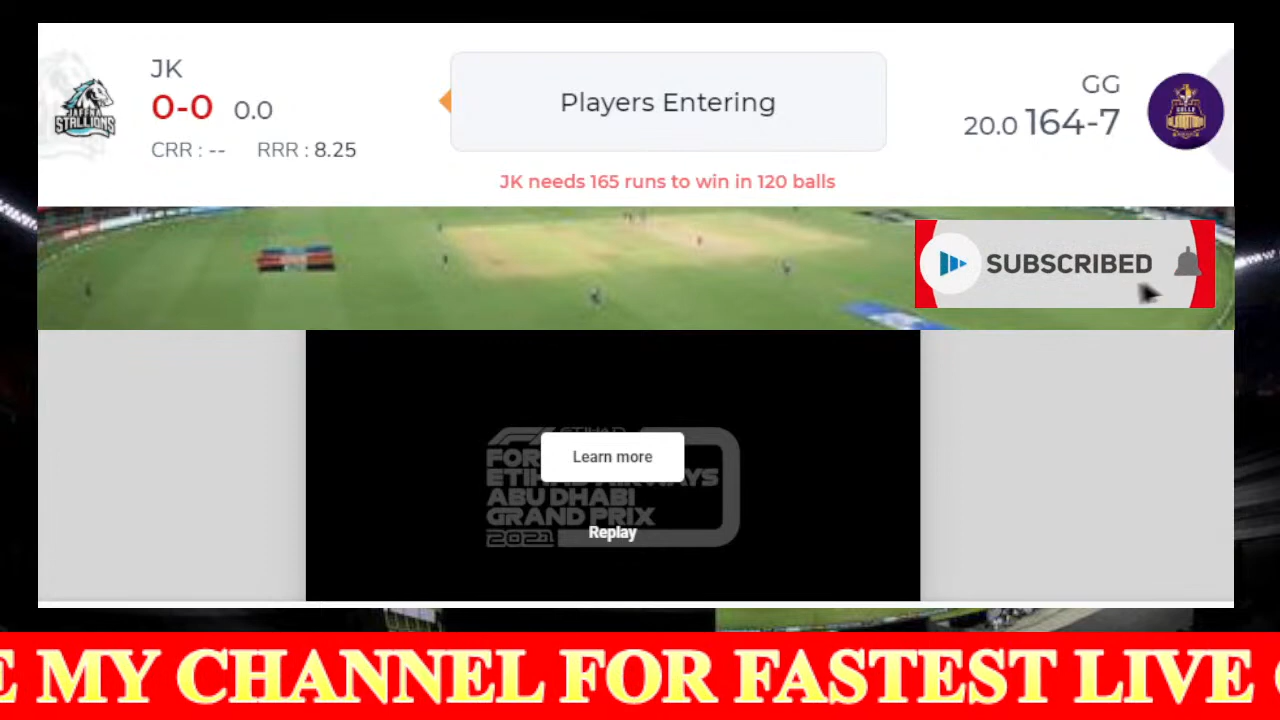 JK
0-0 0.0
CRR : -- RRR : 8.25
STALLIONS
Players Entering
JK needs 165 runs to win in 120 balls
GG
20.0 164-7
SUBSCRIBED
Learn more
ABU DHABI
GRAND PRIX
2021
Replay
MY CHANNEL FOR FASTEST LIVE